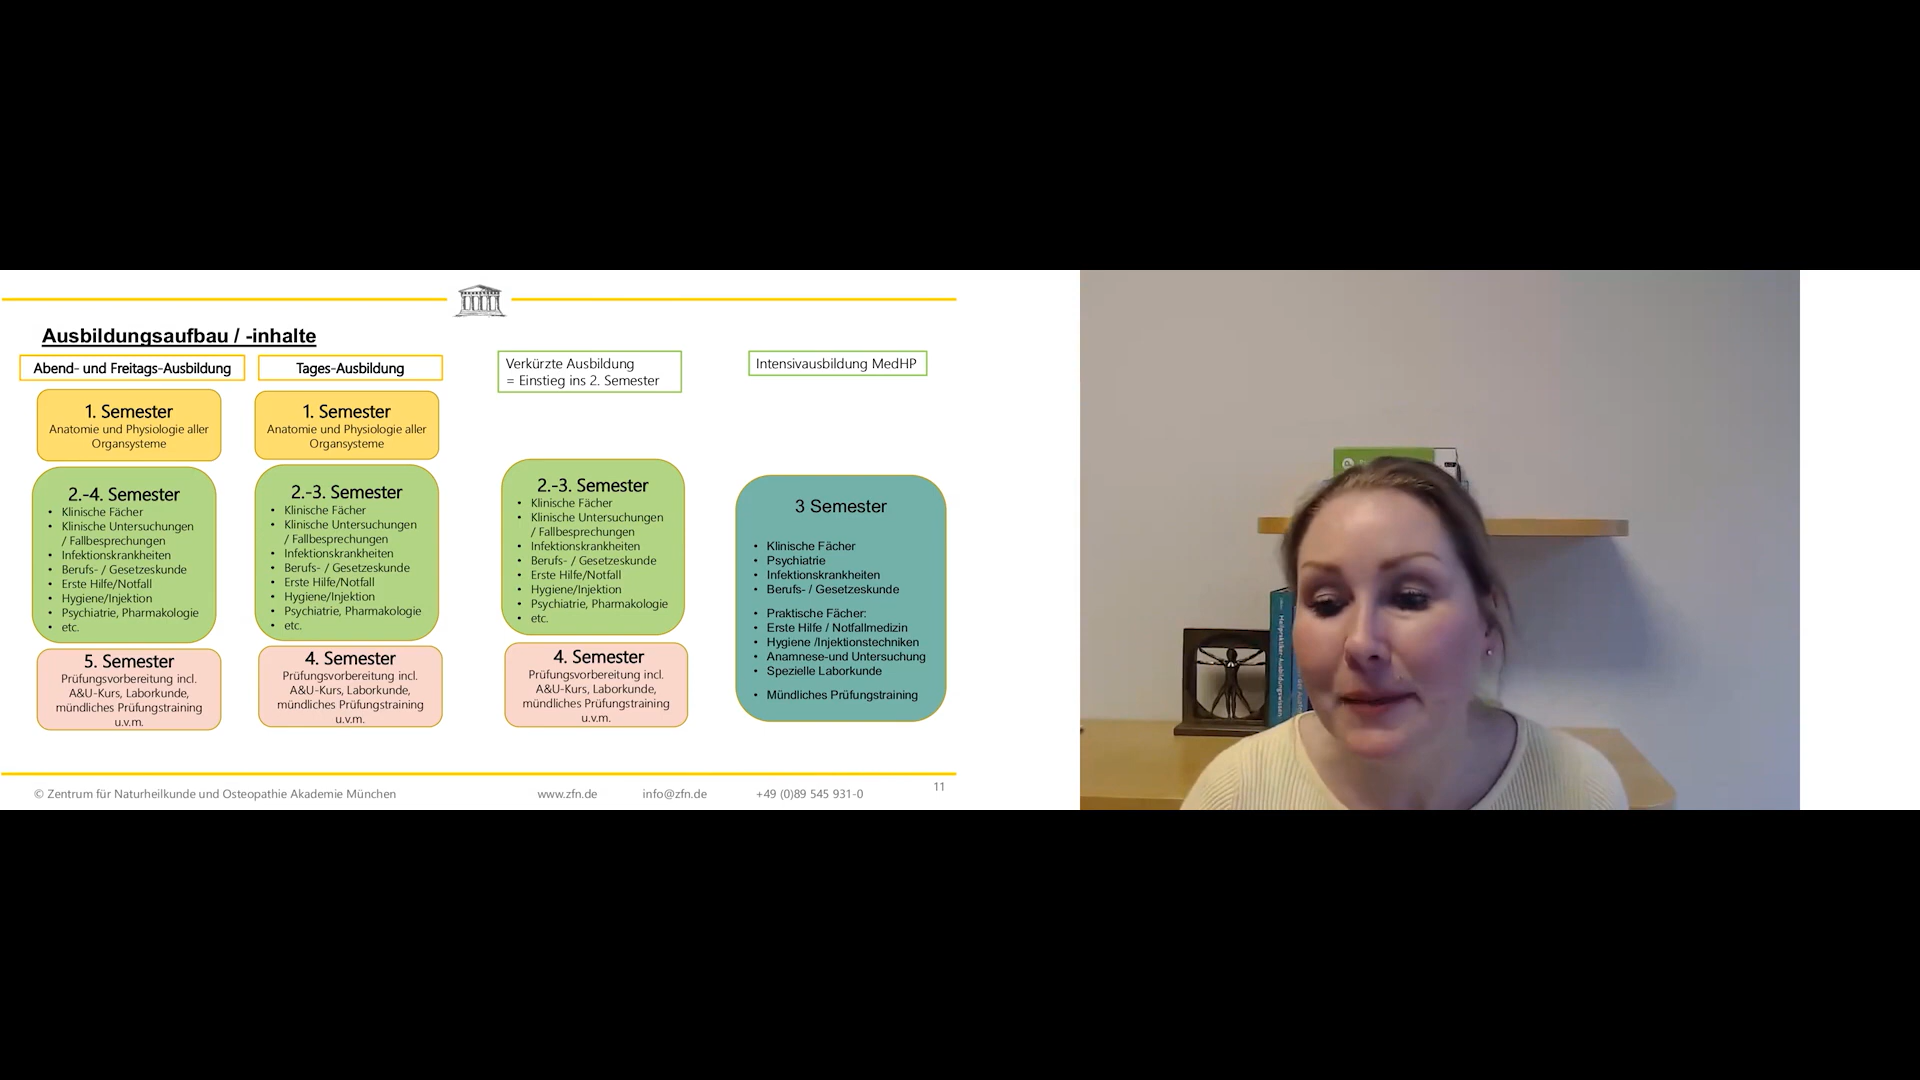 Ausbildungsaufbau / -inhalte
Abend- und Freitags-Ausbildung
1. Semester
Anatomie und Physiologie aller
Organsysteme
2.-4. Semester
• Klinische Fächer
• Klinische Untersuchungen
/ Fallbesprechungen
• Infektionskrankheiten
• Berufs- / Gesetzeskunde
• Erste Hilfe/Notfall
• Hygiene/Injektion
• Psychiatrie, Pharmakologie
• etc.
5. Semester
Prüfungsvorbereitung incl.
A&U-Kurs, Laborkunde,
mündliches Prüfungstraining
u.v.m.
Tages-Ausbildung
1. Semester
Anatomie und Physiologie aller
Organsysteme
2.-3. Semester
• Klinische Fächer
• Klinische Untersuchungen
/ Fallbesprechungen
• Infektionskrankheiten
• Berufs- / Gesetzeskunde
• Erste Hilfe/Notfall
• Hygiene/Injektion
• Psychiatrie, Pharmakologie
• etc.
4. Semester
Prüfungsvorbereitung incl.
A&U-Kurs, Laborkunde,
mündliches Prüfungstraining
u.v.m.
Verkürzte Ausbildung
= Einstieg ins 2. Semester
2.-3. Semester
• Klinische Fächer
• Klinische Untersuchungen
/ Fallbesprechungen
• Infektionskrankheiten
• Berufs- / Gesetzeskunde
• Erste Hilfe/Notfall
• Hygiene/Injektion
• Psychiatrie, Pharmakologie
• etc.
4. Semester
Prüfungsvorbereitung incl.
A&U-Kurs, Laborkunde,
mündliches Prüfungstraining
u.v.m.
Intensivausbildung MedHP
3 Semester
• Klinische Fächer
• Psychiatrie
• Infektionskrankheiten
• Berufs- / Gesetzeskunde
• Praktische Fächer:
• Erste Hilfe / Notfallmedizin
• Hygiene /Injektionstechniken
• Anamnese-und Untersuchung
• Spezielle Laborkunde
• Mündliches Prüfungstraining
© Zentrum für Naturheilkunde und Osteopathie Akademie München
www.zfn.de
info@zfn.de
+49 (0)89 545 931-0
11